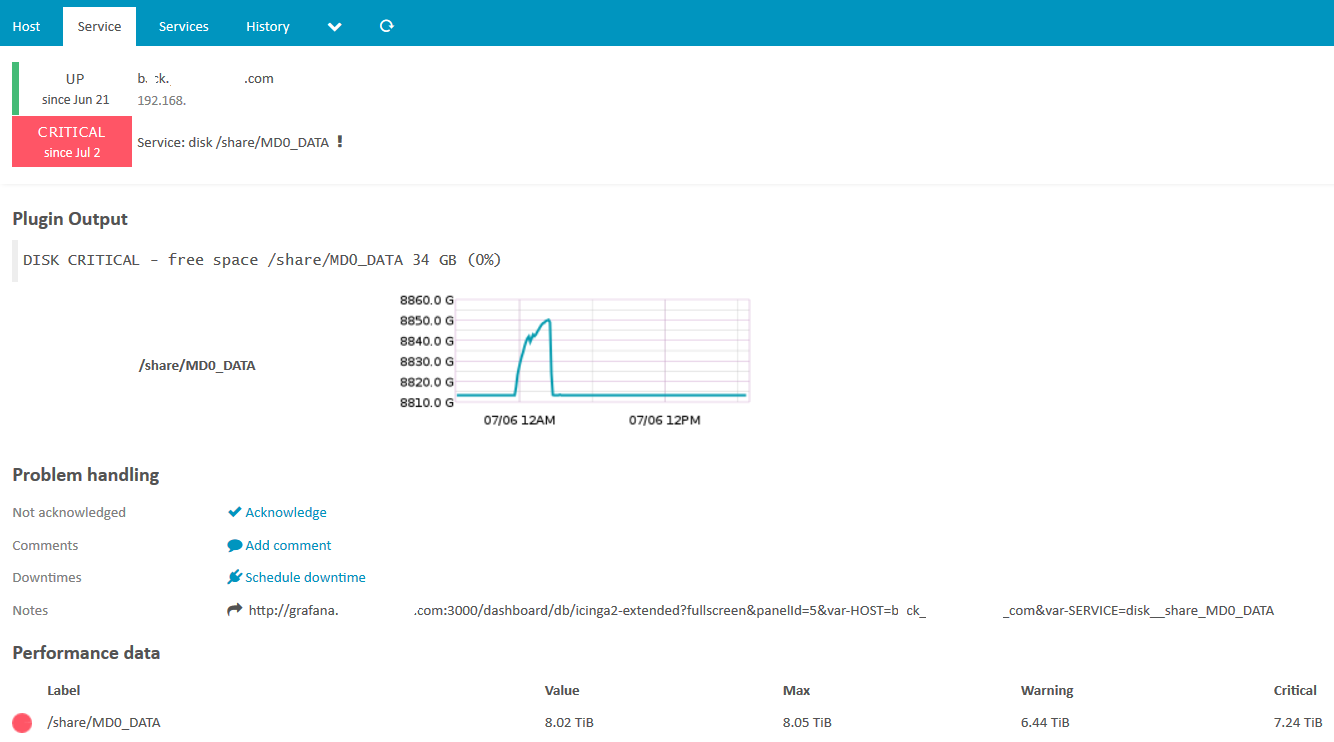 Host Service Services History
UP
since Jun 21
.com
192.168.
CRITICAL
since Jul 2
Service: disk /share/MD0_DATA !
Plugin Output
DISK CRITICAL - free space /share/MD0_DATA 34 GB (0%)
/share/MD0_DATA
8860.0 G
8850.0 G
8840.0 G
8830.0 G
8820.0 G
8810.0 G
07/06 12AM 07/06 12PM
Problem handling
Not acknowledged Acknowledge
Comments Add comment
Downtimes Schedule downtime
Notes http://grafana. .com:3000/dashboard/db/icinga2-extended?fullscreen&panelId=5&var-HOST=b ck_ _com&var-SERVICE=disk__share_MD0_DATA
Performance data
Label Value Max Warning Critical
/share/MD0_DATA 8.02 TiB 8.05 TiB 6.44 TiB 7.24 TiB